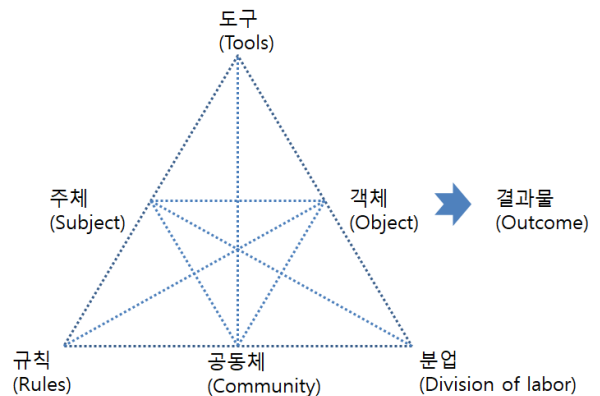 도구
(Tools)
주체
(Subject)
객체
(Object)
결과물
(Outcome)
규칙
(Rules)
공동체
(Community)
분업
(Division of labor)